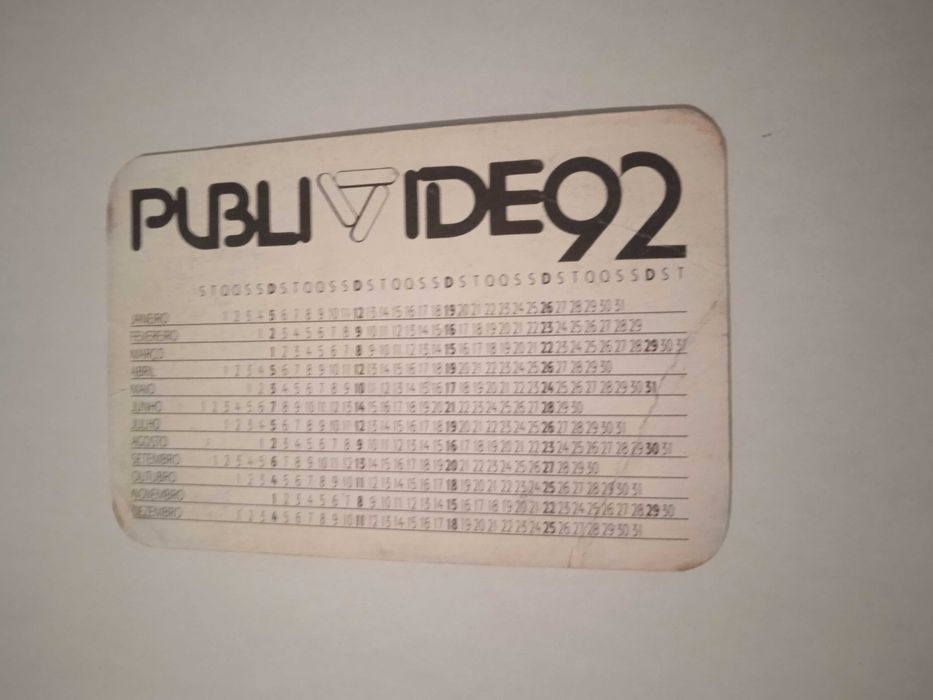 PUBLIVIDE92
S T Q Q S S D S T Q Q S S D S T Q Q S S D S T Q Q S S D S T Q Q S S D S T
JANEIRO 1 2 3 4 5 6 7 8 9 10 11 12 13 14 15 16 17 18 19 20 21 22 23 24 25 26 27 28 29 30 31
FEVEREIRO 1 2 3 4 5 6 7 8 9 10 11 12 13 14 15 16 17 18 19 20 21 22 23 24 25 26 27 28 29
MARÇO 1 2 3 4 5 6 7 8 9 10 11 12 13 14 15 16 17 18 19 20 21 22 23 24 25 26 27 28 29 30 31
ABRIL 1 2 3 4 5 6 7 8 9 10 11 12 13 14 15 16 17 18 19 20 21 22 23 24 25 26 27 28 29 30
MAIO 1 2 3 4 5 6 7 8 9 10 11 12 13 14 15 16 17 18 19 20 21 22 23 24 25 26 27 28 29 30 31
JUNHO 1 2 3 4 5 6 7 8 9 10 11 12 13 14 15 16 17 18 19 20 21 22 23 24 25 26 27 28 29 30
JULHO 1 2 3 4 5 6 7 8 9 10 11 12 13 14 15 16 17 18 19 20 21 22 23 24 25 26 27 28 29 30 31
AGOSTO 1 2 3 4 5 6 7 8 9 10 11 12 13 14 15 16 17 18 19 20 21 22 23 24 25 26 27 28 29 30 31
SETEMBRO 1 2 3 4 5 6 7 8 9 10 11 12 13 14 15 16 17 18 19 20 21 22 23 24 25 26 27 28 29 30
OUTUBRO 1 2 3 4 5 6 7 8 9 10 11 12 13 14 15 16 17 18 19 20 21 22 23 24 25 26 27 28 29 30 31
NOVEMBRO 1 2 3 4 5 6 7 8 9 10 11 12 13 14 15 16 17 18 19 20 21 22 23 24 25 26 27 28 29 30
DEZEMBRO 1 2 3 4 5 6 7 8 9 10 11 12 13 14 15 16 17 18 19 20 21 22 23 24 25 26 27 28 29 30 31